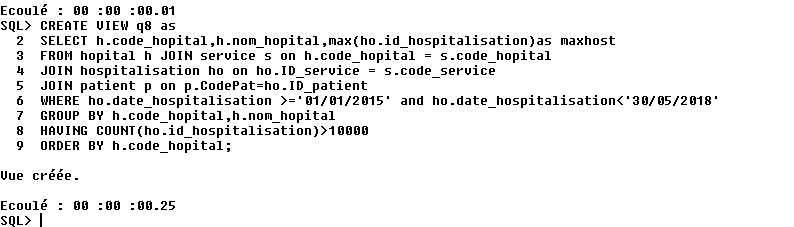 Ecoulé : 00 :00 :00.01
SQL> CREATE VIEW q8 as
  2  SELECT h.code_hopital,h.nom_hopital,max(ho.id_hospitalisation)as maxhost
  3  FROM hopital h JOIN service s on h.code_hopital = s.code_hopital
  4  JOIN hospitalisation ho on ho.ID_service = s.code_service
  5  JOIN patient p on p.CodePat=ho.ID_patient
  6  WHERE ho.date_hospitalisation >='01/01/2015' and ho.date_hospitalisation<'30/05/2018'
  7  GROUP BY h.code_hopital,h.nom_hopital
  8  HAVING COUNT(ho.id_hospitalisation)>10000
  9  ORDER BY h.code_hopital;
Vue créée.
Ecoulé : 00 :00 :00.25
SQL>